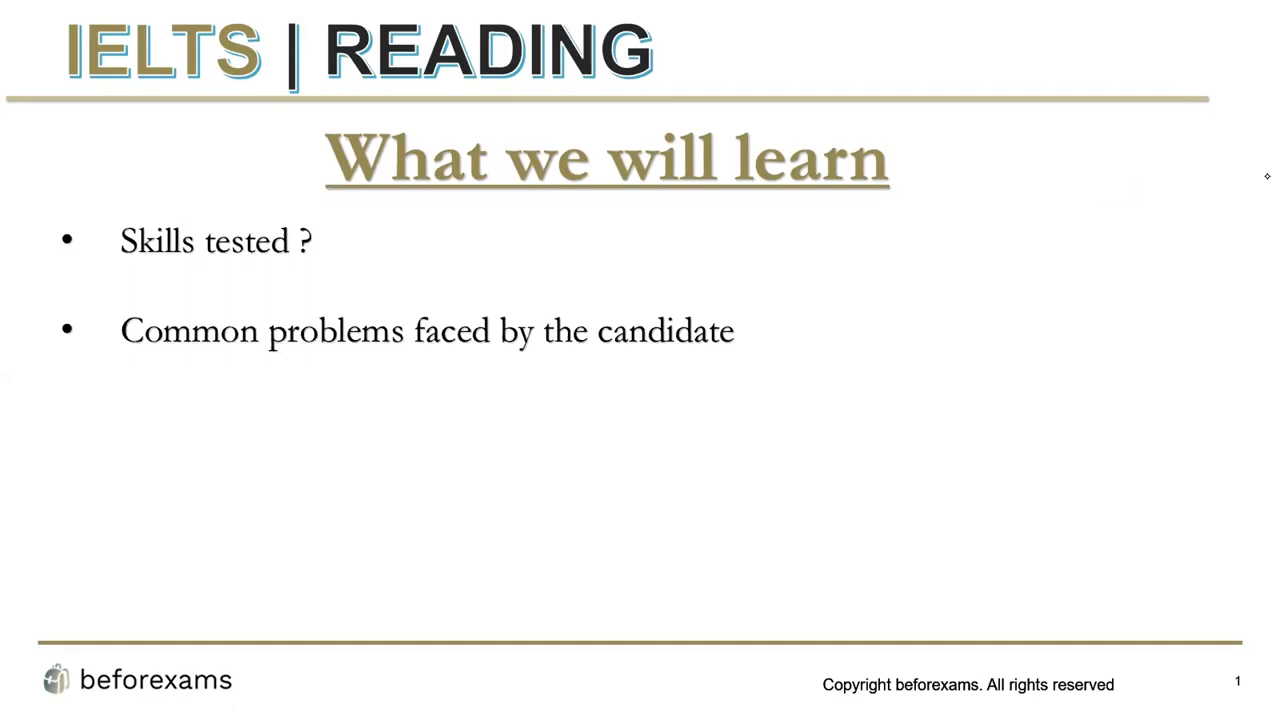 IELTS | READING
What we will learn
• Skills tested ?
• Common problems faced by the candidate
beforexams
Copyright beforexams. All rights reserved
1